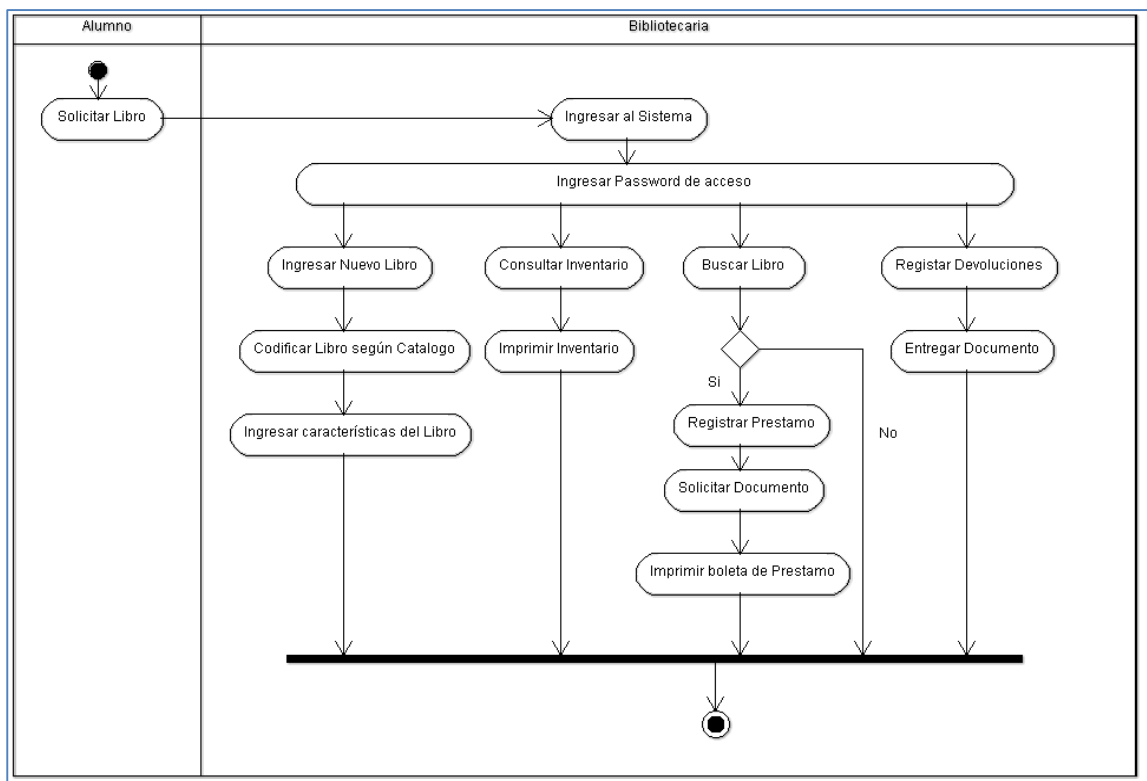 Alumno
Bibliotecaria
Solicitar Libro
Ingresar al Sistema
Ingresar Password de acceso
Ingresar Nuevo Libro
Consultar Inventario
Buscar Libro
Registar Devoluciones
Codificar Libro según Catalogo
Imprimir Inventario
Entregar Documento
Si
Ingresar características del Libro
Registrar Prestamo
No
Solicitar Documento
Imprimir boleta de Prestamo